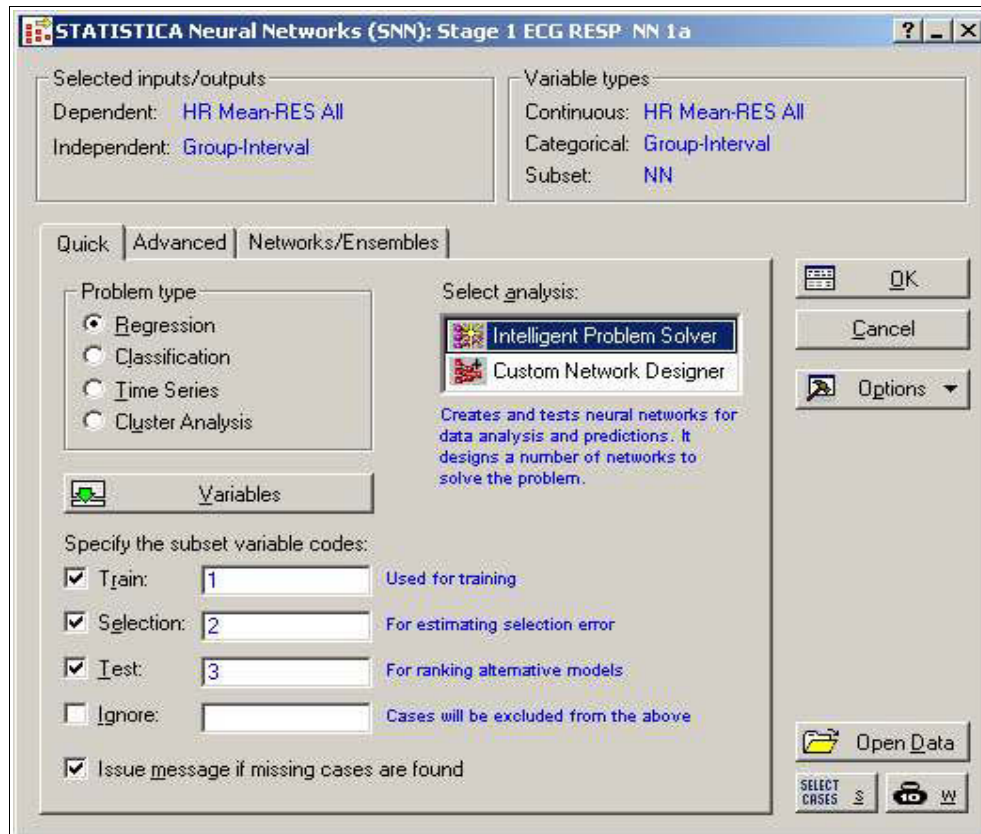 STATISTICA Neural Networks (SNN): Stage 1 ECG RESP NN 1a
Selected inputs/outputs
Dependent: HR Mean-RES All
Independent: Group-Interval
Variable types
Continuous: HR Mean-RES All
Categorical: Group-Interval
Subset: NN
Quick Advanced Networks/Ensembles
Problem type
Regression
Classification
Time Series
Cluster Analysis
Select analysis:
Intelligent Problem Solver
Custom Network Designer
Creates and tests neural networks for
data analysis and predictions. It
designs a number of networks to
solve the problem.
Variables
Specify the subset variable codes:
Train: 1 Used for training
Selection: 2 For estimating selection error
Test: 3 For ranking alternative models
Ignore: Cases will be excluded from the above
Issue message if missing cases are found
OK
Cancel
Options
Open Data
SELECT
CASES S
10 W